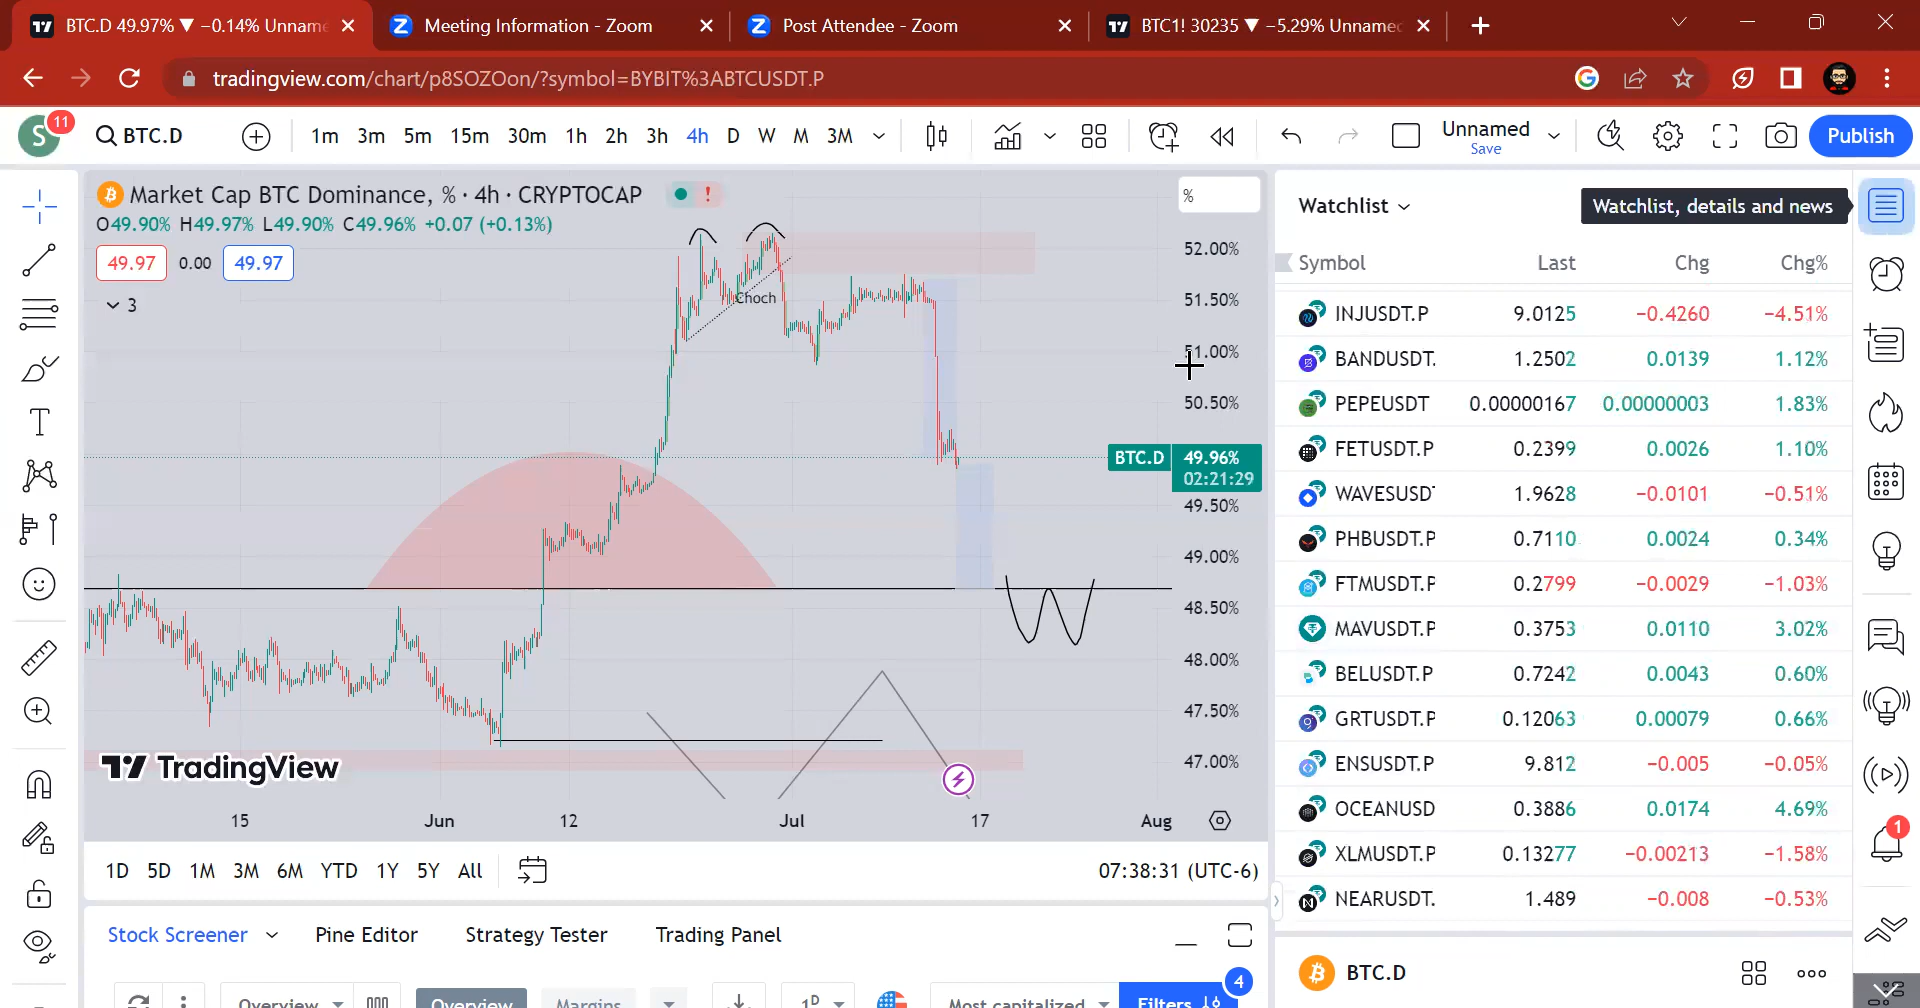 BTC.D 49.97% ▼ −0.14% Unname
Meeting Information - Zoom
Post Attendee - Zoom
BTC1! 30235 ▼ −5.29% Unnamed
tradingview.com/chart/p8SOZOon/?symbol=BYBIT%3ABTCUSDT.P
S 11
BTC.D
1m 3m 5m 15m 30m 1h 2h 3h 4h D W M 3M
Unnamed
Save
Publish
Market Cap BTC Dominance, % · 4h · CRYPTOCAP
O49.90% H49.97% L49.90% C49.96% +0.07 (+0.13%)
49.97 0.00 49.97
3
Choch
%
52.00%
51.50%
51.00%
50.50%
BTC.D 49.96%
02:21:29
49.50%
49.00%
48.50%
48.00%
47.50%
47.00%
TradingView
15 Jun 12 Jul 17 Aug
1D 5D 1M 3M 6M YTD 1Y 5Y All
07:38:31 (UTC-6)
Stock Screener Pine Editor Strategy Tester Trading Panel
Overview Overview Margins 1D Most capitalized Filters 4
Watchlist
Watchlist, details and news
Symbol Last Chg Chg%
INJUSDT.P 9.0125 −0.4260 −4.51%
BANDUSDT. 1.2502 0.0139 1.12%
PEPEUSDT 0.00000167 0.00000003 1.83%
FETUSDT.P 0.2399 0.0026 1.10%
WAVESUSDT 1.9628 −0.0101 −0.51%
PHBUSDT.P 0.7110 0.0024 0.34%
FTMUSDT.P 0.2799 −0.0029 −1.03%
MAVUSDT.P 0.3753 0.0110 3.02%
BELUSDT.P 0.7242 0.0043 0.60%
GRTUSDT.P 0.12063 0.00079 0.66%
ENSUSDT.P 9.812 −0.005 −0.05%
OCEANUSD 0.3886 0.0174 4.69%
XLMUSDT.P 0.13277 −0.00213 −1.58%
NEARUSDT. 1.489 −0.008 −0.53%
BTC.D
1